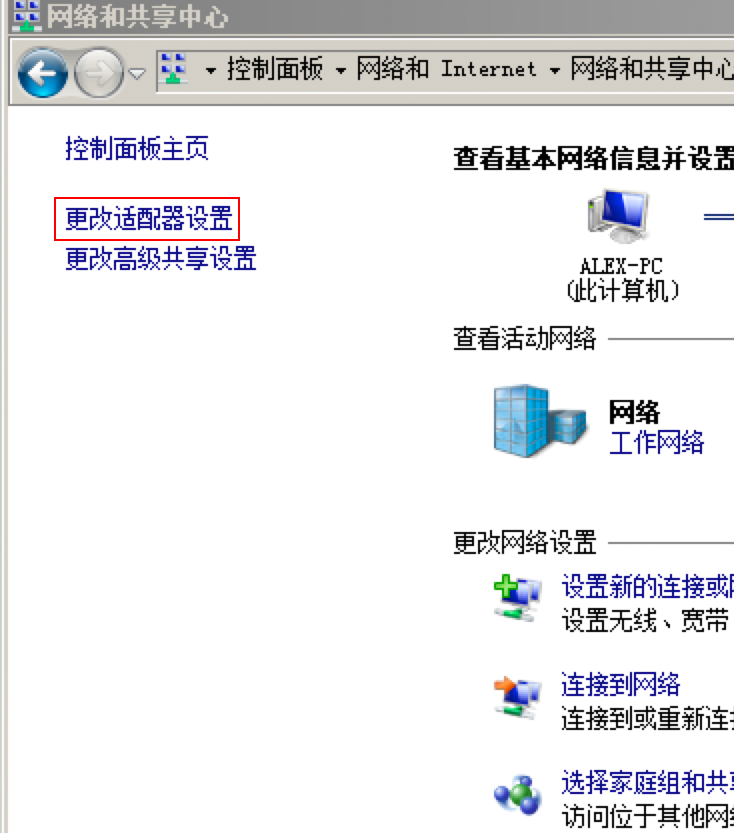 网络和共享中心
控制面板 网络和 Internet 网络和共享中心
控制面板主页
更改适配器设置
更改高级共享设置
查看基本网络信息并设置
ALEX-PC
(此计算机)
查看活动网络
网络
工作网络
更改网络设置
设置新的连接或
设置无线、宽带
连接到网络
连接到或重新连接
选择家庭组和共享
访问位于其他网络